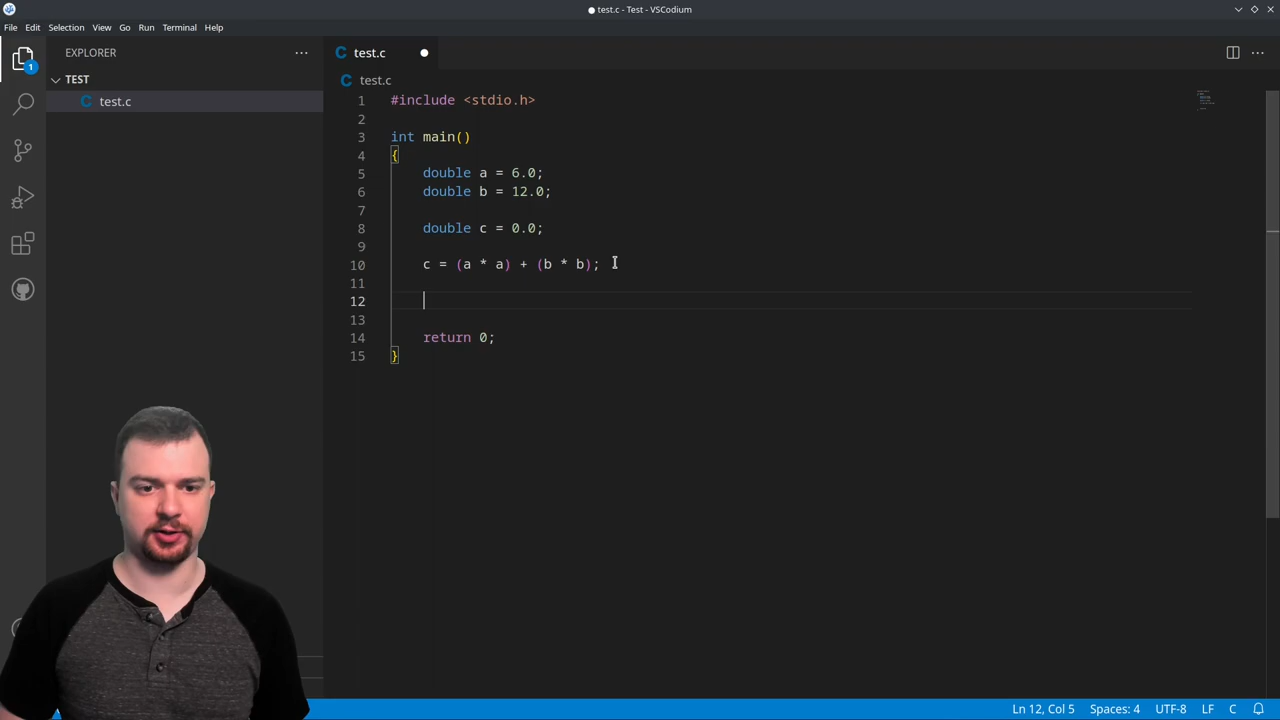 ● test.c - Test - VSCodium
File Edit Selection View Go Run Terminal Help
EXPLORER
TEST
test.c
1
C test.c ●
C test.c
1 #include <stdio.h>
2
3 int main()
4 {
5 double a = 6.0;
6 double b = 12.0;
7
8 double c = 0.0;
9
10 c = (a * a) + (b * b);
11
12
13
14 return 0;
15 }
Ln 12, Col 5 Spaces: 4 UTF-8 LF C